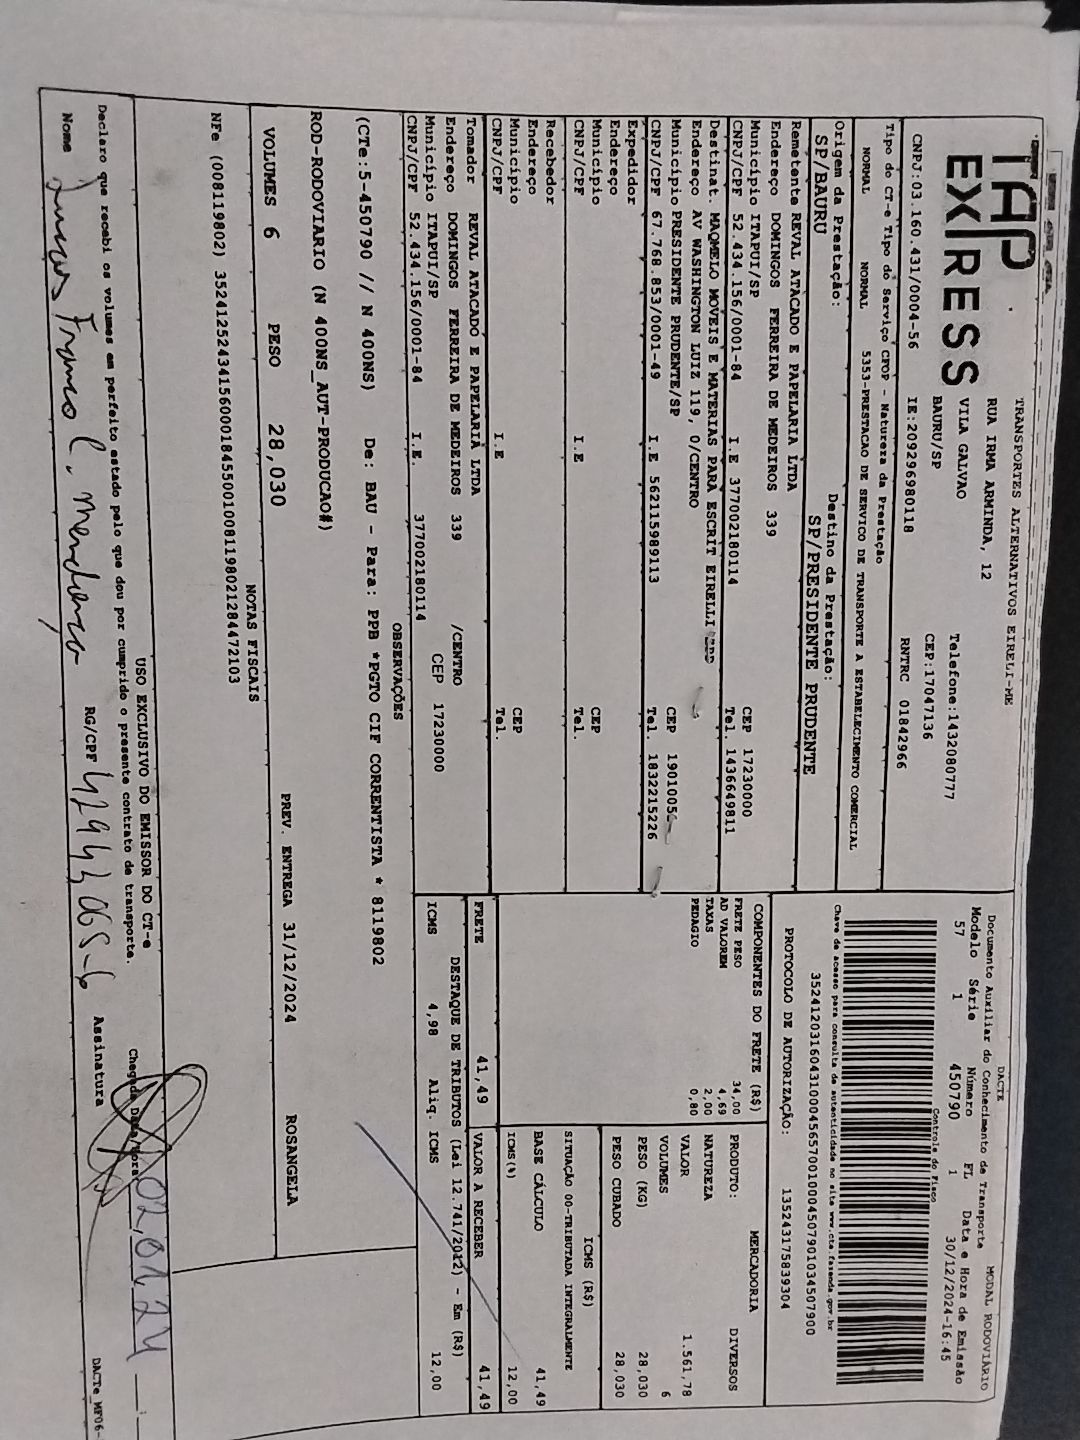 TAP
EXPRESS
TRANSPORTES ALTERNATIVOS EIRELI-ME
RUA IRMA ARMINDA, 12
VILA GALVAO
BAURU/SP
Telefone:1432080777
CEP:17047136
CNPJ:03.160.431/0004-56 IE:209296980118 RNTRC 01842966
Tipo do CT-e Tipo do Serviço CFOP - Natureza da Prestação
NORMAL NORMAL 5353-PRESTACAO DE SERVICO DE TRANSPORTE A ESTABELECIMENTO COMERCIAL
Origem da Prestação: Destino da Prestação:
SP/BAURU SP/PRESIDENTE PRUDENTE
Remetente REVAL ATACADO E PAPELARIA LTDA
Endereço DOMINGOS FERREIRA DE MEDEIROS 339
Município ITAPUI/SP CEP 17230000
CNPJ/CPF 52.434.156/0001-84 I.E 377002180114 Tel. 1436649811
Destinat. MAQMELO MOVEIS E MATERIAS PARA ESCRIT EIRELLI
Endereço AV WASHINGTON LUIZ 119, 0/CENTRO
Município PRESIDENTE PRUDENTE/SP CEP
CNPJ/CPF 67.768.853/0001-49 I.E 562115989113 Tel. 1832215226
Expedidor
Endereço
Município CEP
CNPJ/CPF I.E Tel.
Recebedor
Endereço
Município CEP
CNPJ/CPF I.E Tel.
Tomador REVAL ATACADO E PAPELARIA LTDA
Endereço DOMINGOS FERREIRA DE MEDEIROS 339 /CENTRO
Município ITAPUI/SP CEP 17230000
CNPJ/CPF 52.434.156/0001-84 I.E. 377002180114
DACTE
Documento Auxiliar do Conhecimento de Transporte MODAL RODOVIÁRIO
Modelo Série Número FL Data e Hora de Emissão
57 1 450790 1 30/12/2024-16:45
Controle do Fisco
Chave de acesso para consulta de autenticidade no site www.cte.fazenda.gov.br
35241203160431000456570010004507901034507900
PROTOCOLO DE AUTORIZAÇÃO: 135243175839304
COMPONENTES DO FRETE (R$)
FRETE PESO 34,00
AD VALOREM 4,69
TAXAS 2,00
PEDAGIO 0,80
MERCADORIA
PRODUTO: DIVERSOS
NATUREZA
VALOR 1.561,78
VOLUMES 6
PESO (KG) 28,030
PESO CUBADO 28,030
ICMS (R$)
SITUAÇÃO 00-TRIBUTADA INTEGRALMENTE
BASE CÁLCULO 41,49
ICMS(%) 12,00
FRETE 41,49 VALOR A RECEBER 41,49
DESTAQUE DE TRIBUTOS (Lei 12.741/2012) - Em (R$)
ICMS 4,98 Aliq. ICMS 12,00
OBSERVAÇÕES
(CTe:5-450790 // N 400NS) De: BAU - Para: PPB *PGTO CIF CORRENTISTA * 8119802
ROD-RODOVIARIO (N 400NS_AUT-PRODUCAO#)
VOLUMES 6 PESO 28,030 PREV. ENTREGA 31/12/2024 ROSANGELA
NOTAS FISCAIS
NFe (008119802) 35241252434156000184550010081198021284472103
USO EXCLUSIVO DO EMISSOR DO CT-e
Declaro que recebi os volumes em perfeito estado pelo que dou por cumprido o presente contrato de transporte.
Chegada Data/Hora 02,01,24
Nome Lucas Franco C. Mendonça RG/CPF Assinatura
DACTe_MF06-